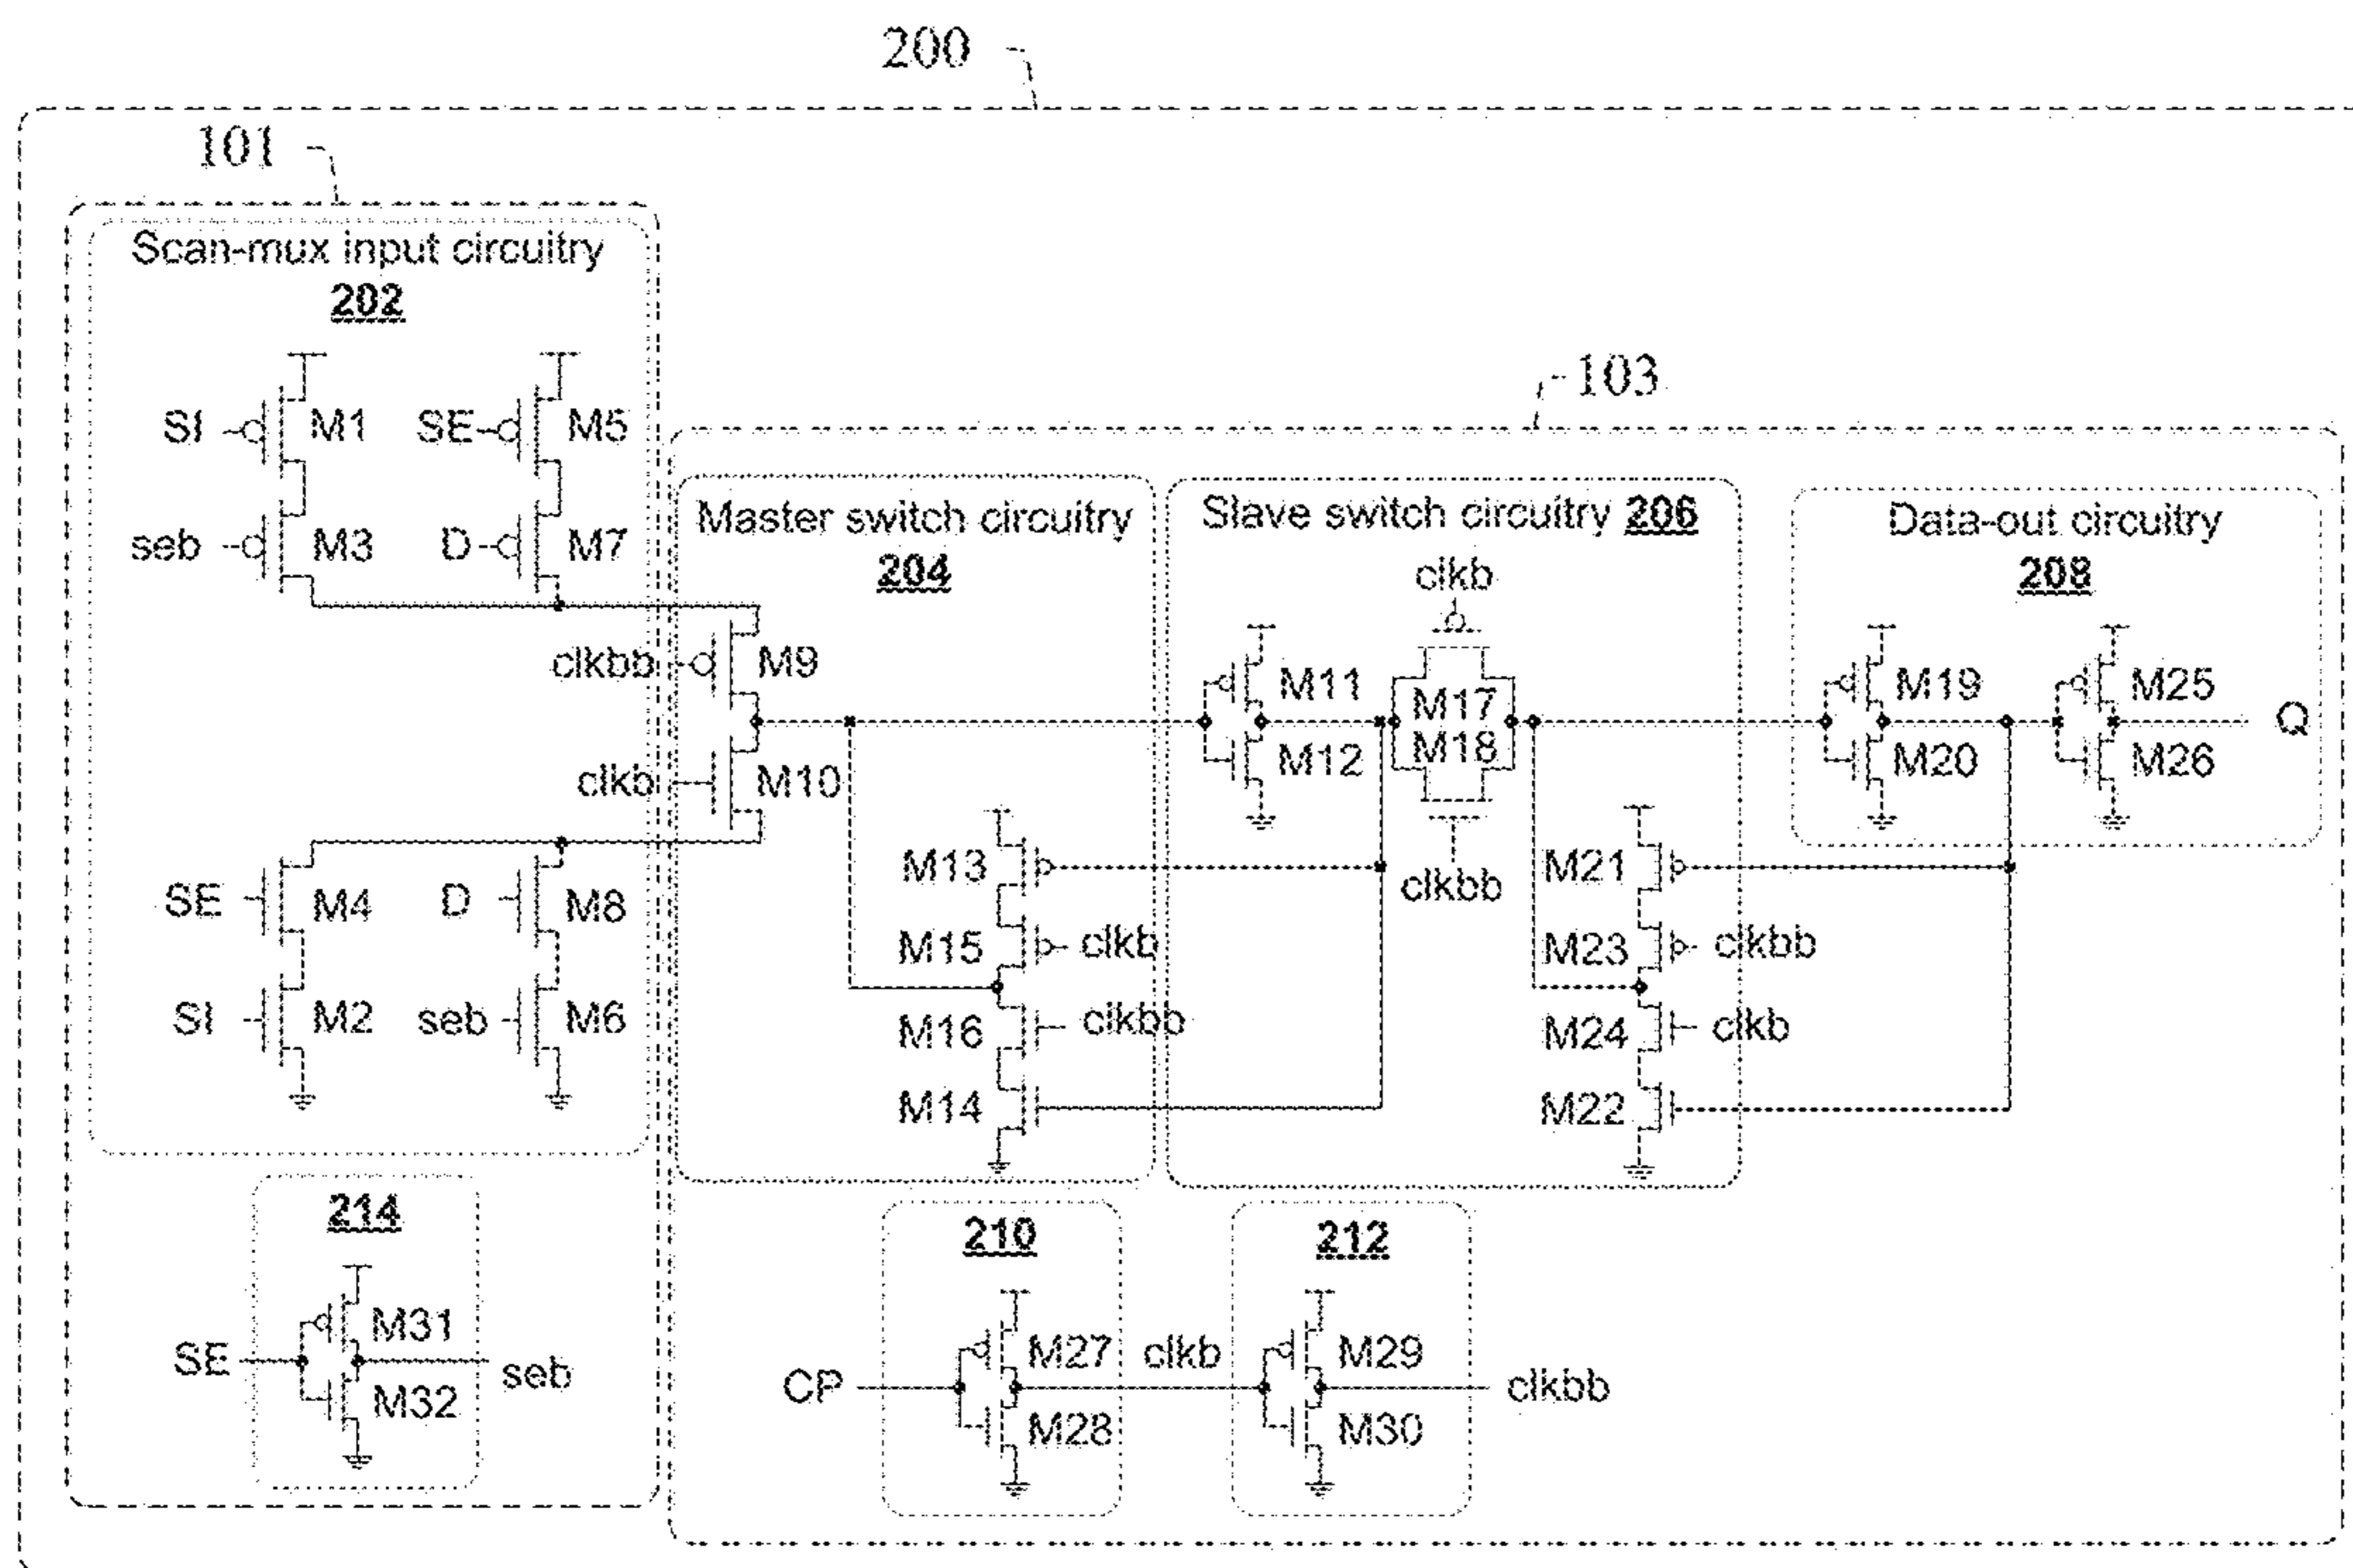 200
101
Scan-mux input circuitry
202
SI M1 SE M5
seb M3 D M7
103
Master switch circuitry
204
Slave switch circuitry 206
Data-out circuitry
208
clkb
clkbb M9
clkb M10
M11
M12
M17
M18
clkbb
M19
M20
M25
M26
Q
SE M4 D M8
SI M2 seb M6
M13
M15 clkb
M16 clkbb
M14
M21
M23 clkbb
M24 clkb
M22
214
SE M31
M32 seb
210
CP M27
M28
clkb
212
M29
M30
clkbb